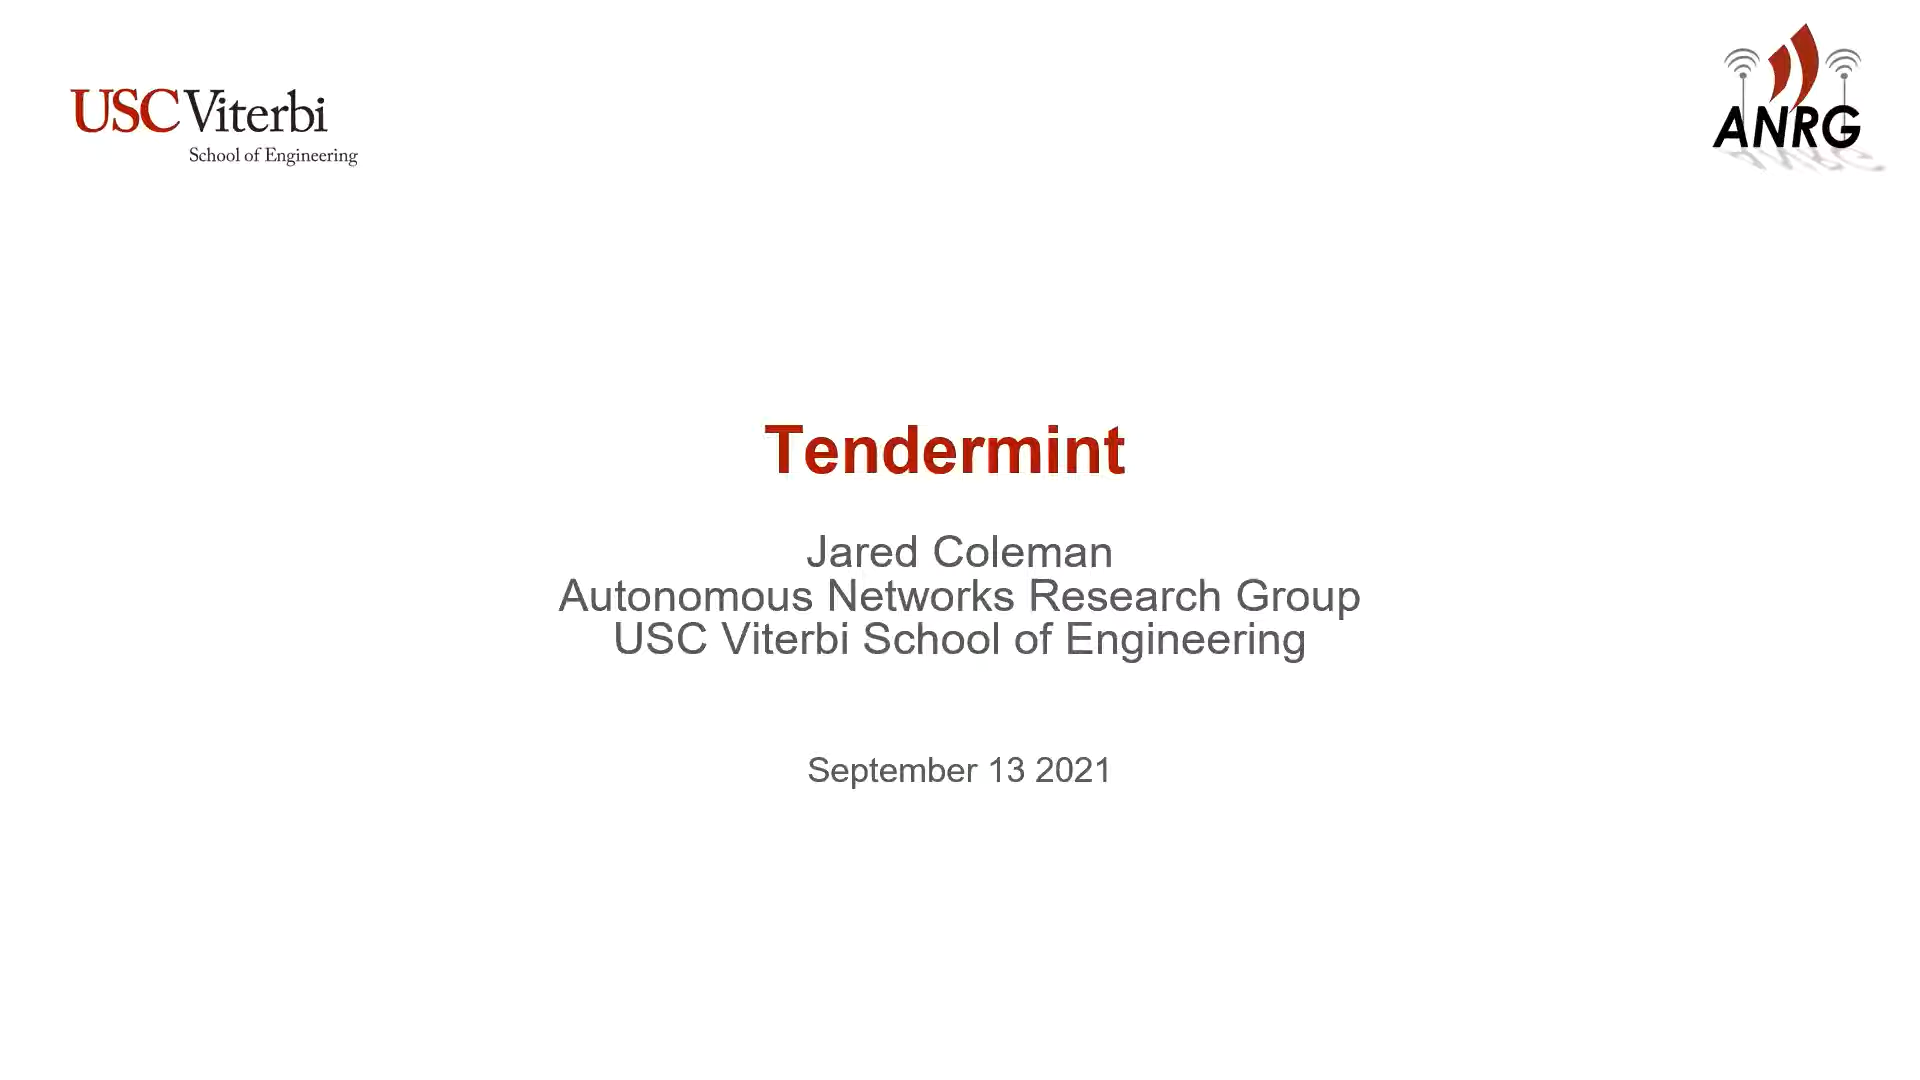 USC Viterbi
School of Engineering
ANRG
Tendermint
Jared Coleman
Autonomous Networks Research Group
USC Viterbi School of Engineering
September 13 2021